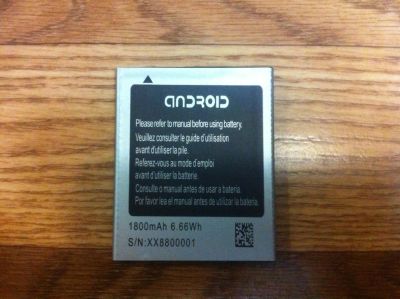 ANDROID
Please refer to manual before using battery.
Veuillez consulter le guide d'utilisation
avant d'utiliser la pile.
Referez-vous au mode d'emploi
avant d'utiliser la batterie.
Consulte o manual antes de usar a bateria.
Por favor lea el manual antes de utilizar la bateria.
1800mAh 6.66Wh
S/N:XX8800001